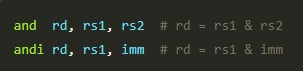 and  rd, rs1, rs2  # rd = rs1 & rs2
andi rd, rs1, imm  # rd = rs1 & imm